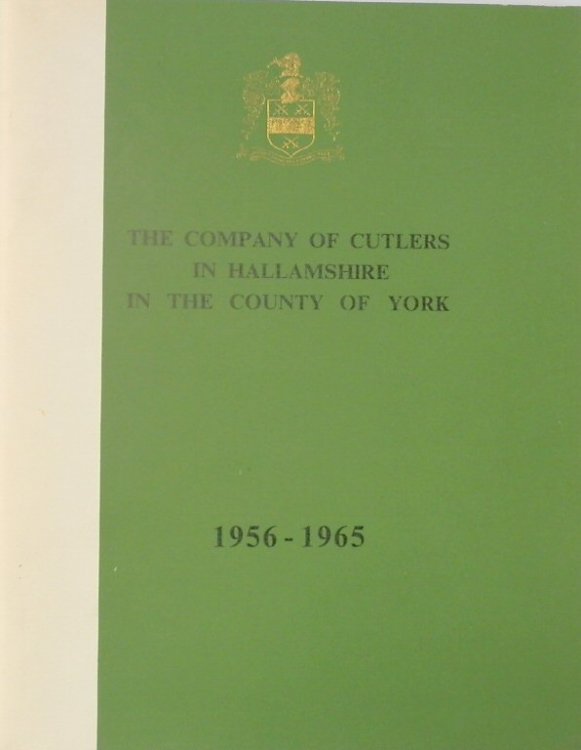 THE COMPANY OF CUTLERS
IN HALLAMSHIRE
IN THE COUNTY OF YORK
1956 - 1965